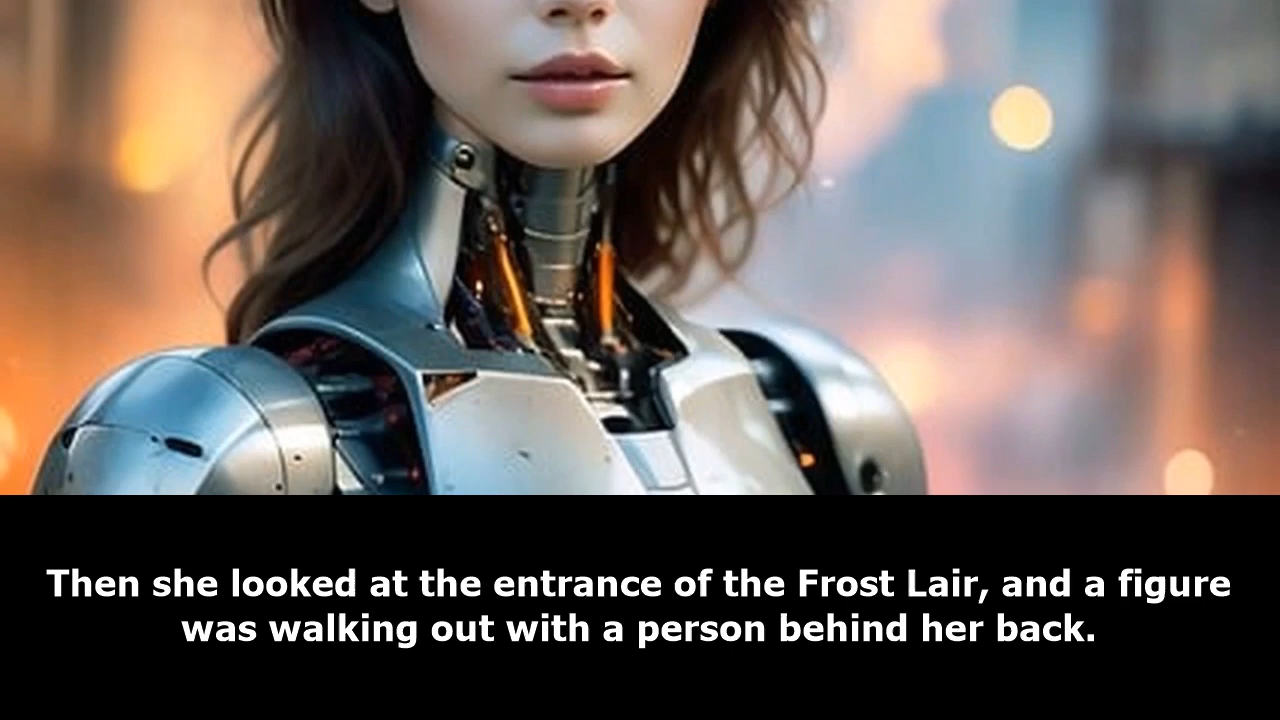 Then she looked at the entrance of the Frost Lair, and a figure
was walking out with a person behind her back.